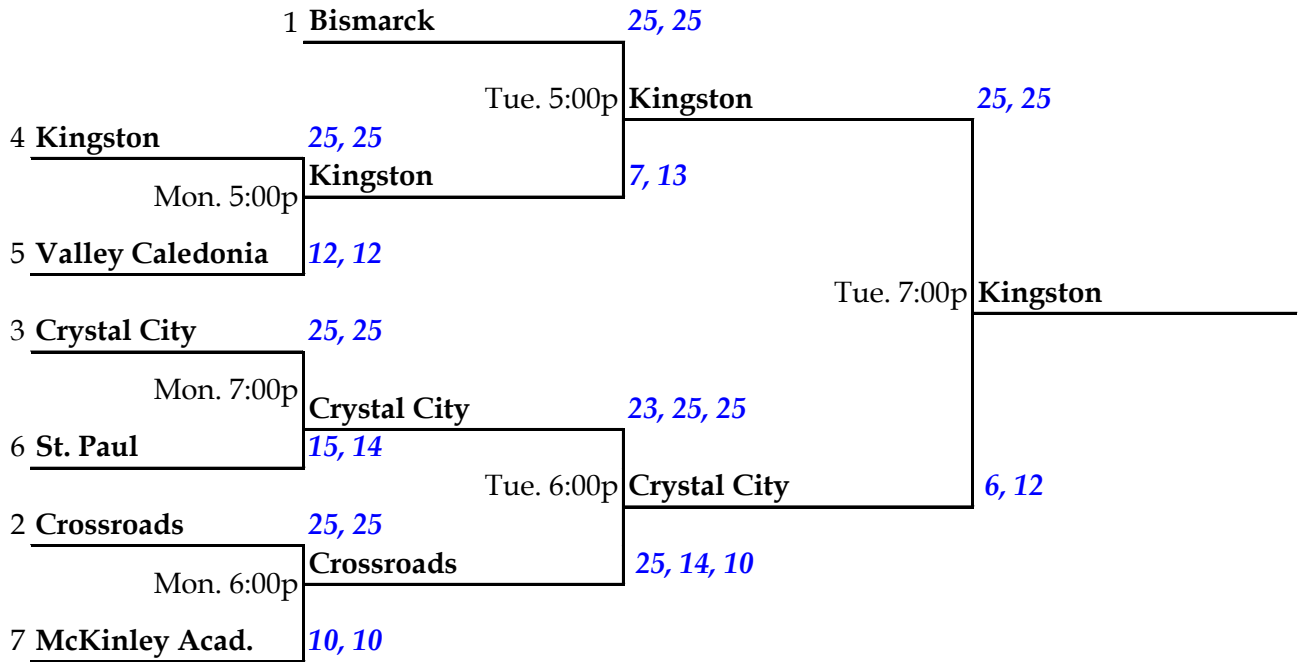 1 Bismarck 25, 25
Tue. 5:00p Kingston 25, 25
4 Kingston 25, 25
Kingston 7, 13
Mon. 5:00p
5 Valley Caledonia 12, 12
Tue. 7:00p Kingston
3 Crystal City 25, 25
Mon. 7:00p
Crystal City 23, 25, 25
6 St. Paul 15, 14
Tue. 6:00p Crystal City 6, 12
2 Crossroads 25, 25
Crossroads 25, 14, 10
Mon. 6:00p
7 McKinley Acad. 10, 10